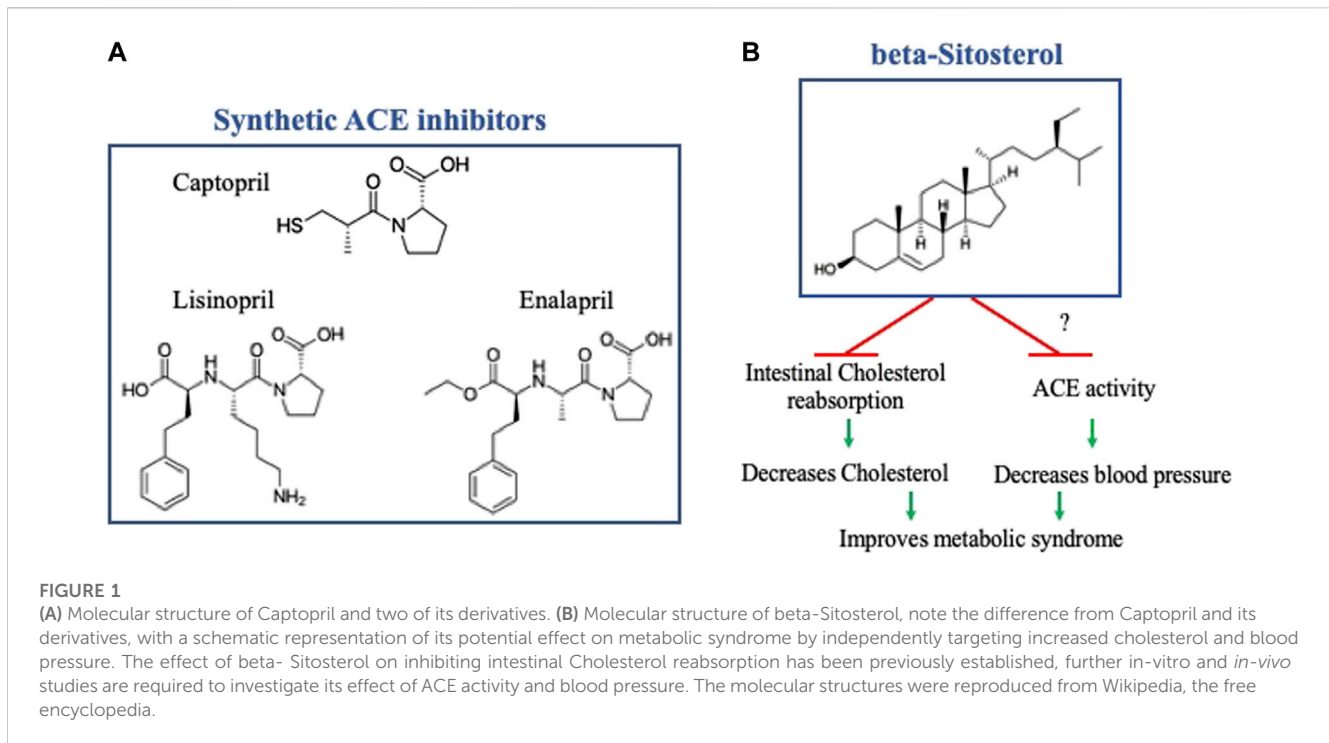 A
Synthetic ACE inhibitors
Captopril
O
OH
O
HS
N
Lisinopril
O
OH
O
H
O
N
N
HO
NH₂
Enalapril
O
OH
O
H
O
N
N
O
B
beta-Sitosterol
H
H
H
H
HO
?
Intestinal Cholesterol
reabsorption
ACE activity
Decreases Cholesterol
Decreases blood pressure
Improves metabolic syndrome
FIGURE 1
(A) Molecular structure of Captopril and two of its derivatives. (B) Molecular structure of beta-Sitosterol, note the difference from Captopril and its
derivatives, with a schematic representation of its potential effect on metabolic syndrome by independently targeting increased cholesterol and blood
pressure. The effect of beta- Sitosterol on inhibiting intestinal Cholesterol reabsorption has been previously established, further in-vitro and in-vivo
studies are required to investigate its effect of ACE activity and blood pressure. The molecular structures were reproduced from Wikipedia, the free
encyclopedia.